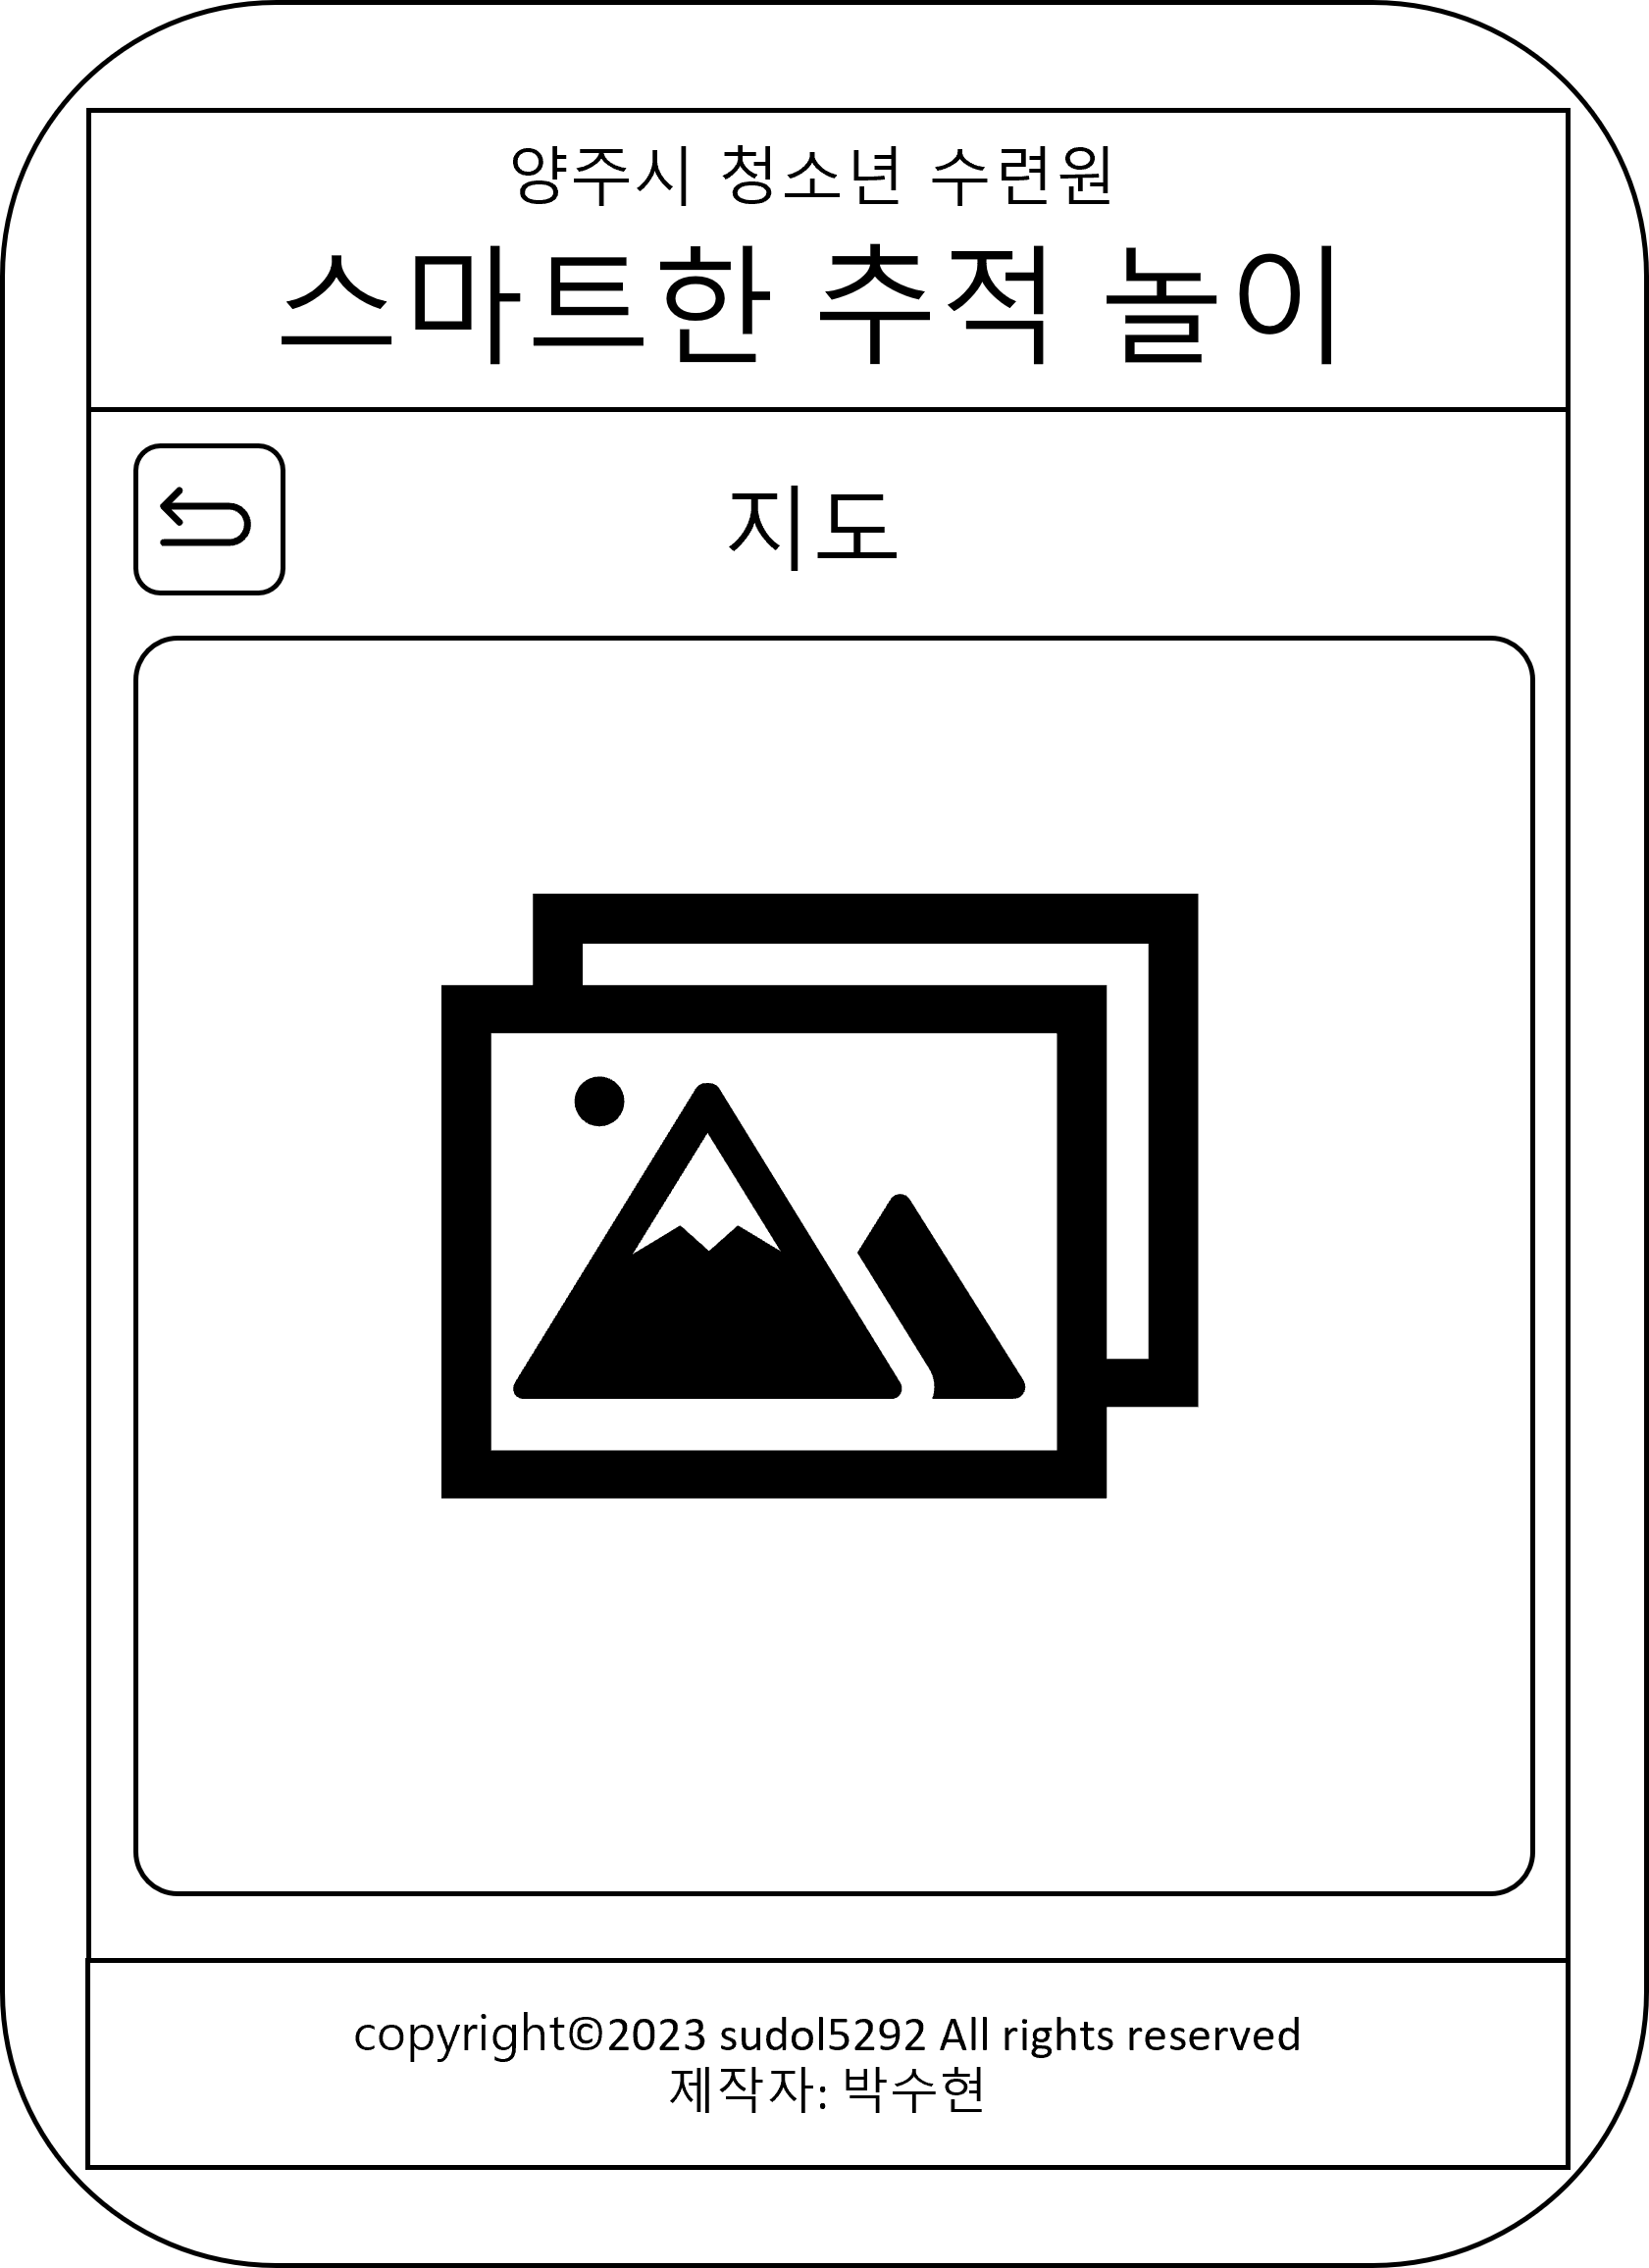 양주시 청소년 수련원
스마트한 추적 놀이
지도
copyright©2023 sudol5292 All rights reserved
제작자: 박수현